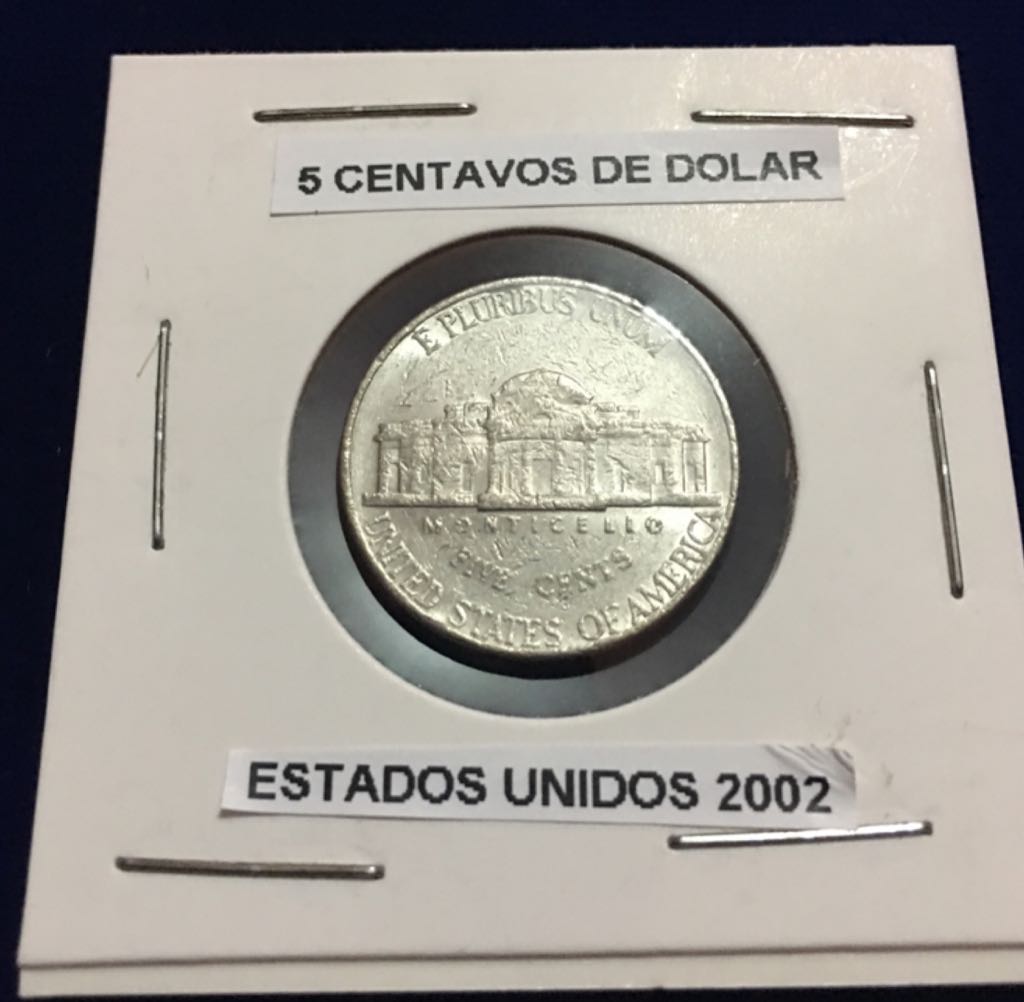 5 CENTAVOS DE DOLAR
E PLURIBUS UNUM
MONTICELLO
FIVE CENTS
UNITED STATES OF AMERICA
ESTADOS UNIDOS 2002